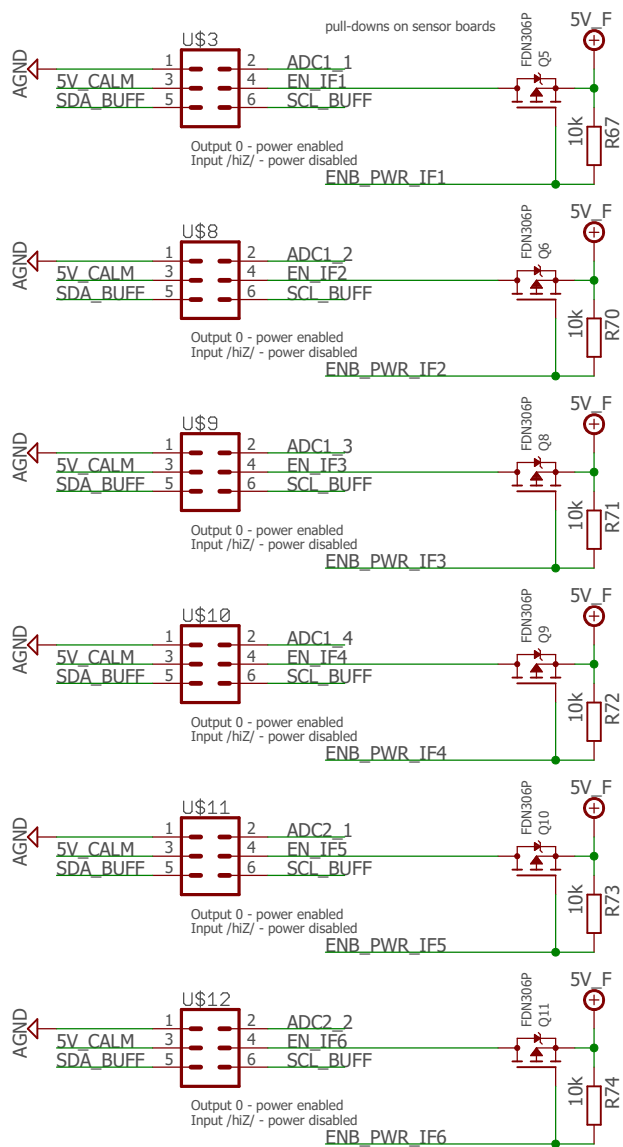 pull-downs on sensor boards
5V_F
U$3
AGND
1
2
ADC1_1
5V_CALM
3
4
EN_IF1
SDA_BUFF
5
6
SCL_BUFF
FDN306P
Q5
10k
R67
Output 0 - power enabled
Input /hiZ/ - power disabled
ENB_PWR_IF1
5V_F
U$8
AGND
1
2
ADC1_2
5V_CALM
3
4
EN_IF2
SDA_BUFF
5
6
SCL_BUFF
FDN306P
Q6
10k
R70
Output 0 - power enabled
Input /hiZ/ - power disabled
ENB_PWR_IF2
5V_F
U$9
AGND
1
2
ADC1_3
5V_CALM
3
4
EN_IF3
SDA_BUFF
5
6
SCL_BUFF
FDN306P
Q8
10k
R71
Output 0 - power enabled
Input /hiZ/ - power disabled
ENB_PWR_IF3
5V_F
U$10
AGND
1
2
ADC1_4
5V_CALM
3
4
EN_IF4
SDA_BUFF
5
6
SCL_BUFF
FDN306P
Q9
10k
R72
Output 0 - power enabled
Input /hiZ/ - power disabled
ENB_PWR_IF4
5V_F
U$11
AGND
1
2
ADC2_1
5V_CALM
3
4
EN_IF5
SDA_BUFF
5
6
SCL_BUFF
FDN306P
Q10
10k
R73
Output 0 - power enabled
Input /hiZ/ - power disabled
ENB_PWR_IF5
5V_F
U$12
AGND
1
2
ADC2_2
5V_CALM
3
4
EN_IF6
SDA_BUFF
5
6
SCL_BUFF
FDN306P
Q11
10k
R74
Output 0 - power enabled
Input /hiZ/ - power disabled
ENB_PWR_IF6